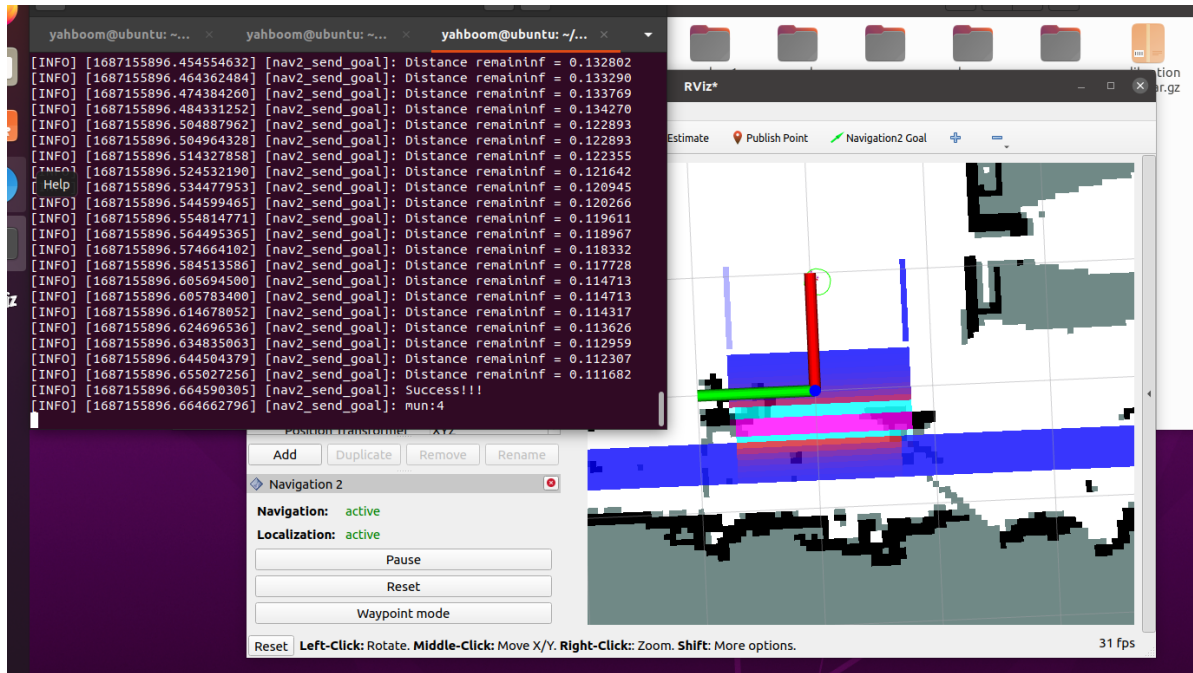 yahboom@ubuntu: ~... × yahboom@ubuntu: ~... × yahboom@ubuntu: ~/... ×
[INFO] [1687155896.454554632] [nav2_send_goal]: Distance remaininf = 0.132802
[INFO] [1687155896.464362484] [nav2_send_goal]: Distance remaininf = 0.133290
[INFO] [1687155896.474384260] [nav2_send_goal]: Distance remaininf = 0.133769
[INFO] [1687155896.484331252] [nav2_send_goal]: Distance remaininf = 0.134270
[INFO] [1687155896.504887962] [nav2_send_goal]: Distance remaininf = 0.122893
[INFO] [1687155896.504964328] [nav2_send_goal]: Distance remaininf = 0.122893
[INFO] [1687155896.514327858] [nav2_send_goal]: Distance remaininf = 0.122355
[INFO] [1687155896.524532190] [nav2_send_goal]: Distance remaininf = 0.121642
Help [1687155896.534477953] [nav2_send_goal]: Distance remaininf = 0.120945
[INFO] [1687155896.544599465] [nav2_send_goal]: Distance remaininf = 0.120266
[INFO] [1687155896.554814771] [nav2_send_goal]: Distance remaininf = 0.119611
[INFO] [1687155896.564495365] [nav2_send_goal]: Distance remaininf = 0.118967
[INFO] [1687155896.574664102] [nav2_send_goal]: Distance remaininf = 0.118332
[INFO] [1687155896.584513586] [nav2_send_goal]: Distance remaininf = 0.117728
[INFO] [1687155896.605694500] [nav2_send_goal]: Distance remaininf = 0.114713
[INFO] [1687155896.605783400] [nav2_send_goal]: Distance remaininf = 0.114713
[INFO] [1687155896.614678052] [nav2_send_goal]: Distance remaininf = 0.114317
[INFO] [1687155896.624696536] [nav2_send_goal]: Distance remaininf = 0.113626
[INFO] [1687155896.634835063] [nav2_send_goal]: Distance remaininf = 0.112959
[INFO] [1687155896.644504379] [nav2_send_goal]: Distance remaininf = 0.112307
[INFO] [1687155896.655027256] [nav2_send_goal]: Distance remaininf = 0.111682
[INFO] [1687155896.664590305] [nav2_send_goal]: Success!!!
[INFO] [1687155896.664662796] [nav2_send_goal]: mun:4
tion
ar.gz
RViz*
Estimate Publish Point Navigation2 Goal
Position Transformer XYZ
Add Duplicate Remove Rename
Navigation 2
Navigation: active
Localization: active
Pause
Reset
Waypoint mode
Reset Left-Click: Rotate. Middle-Click: Move X/Y. Right-Click:: Zoom. Shift: More options. 31 fps